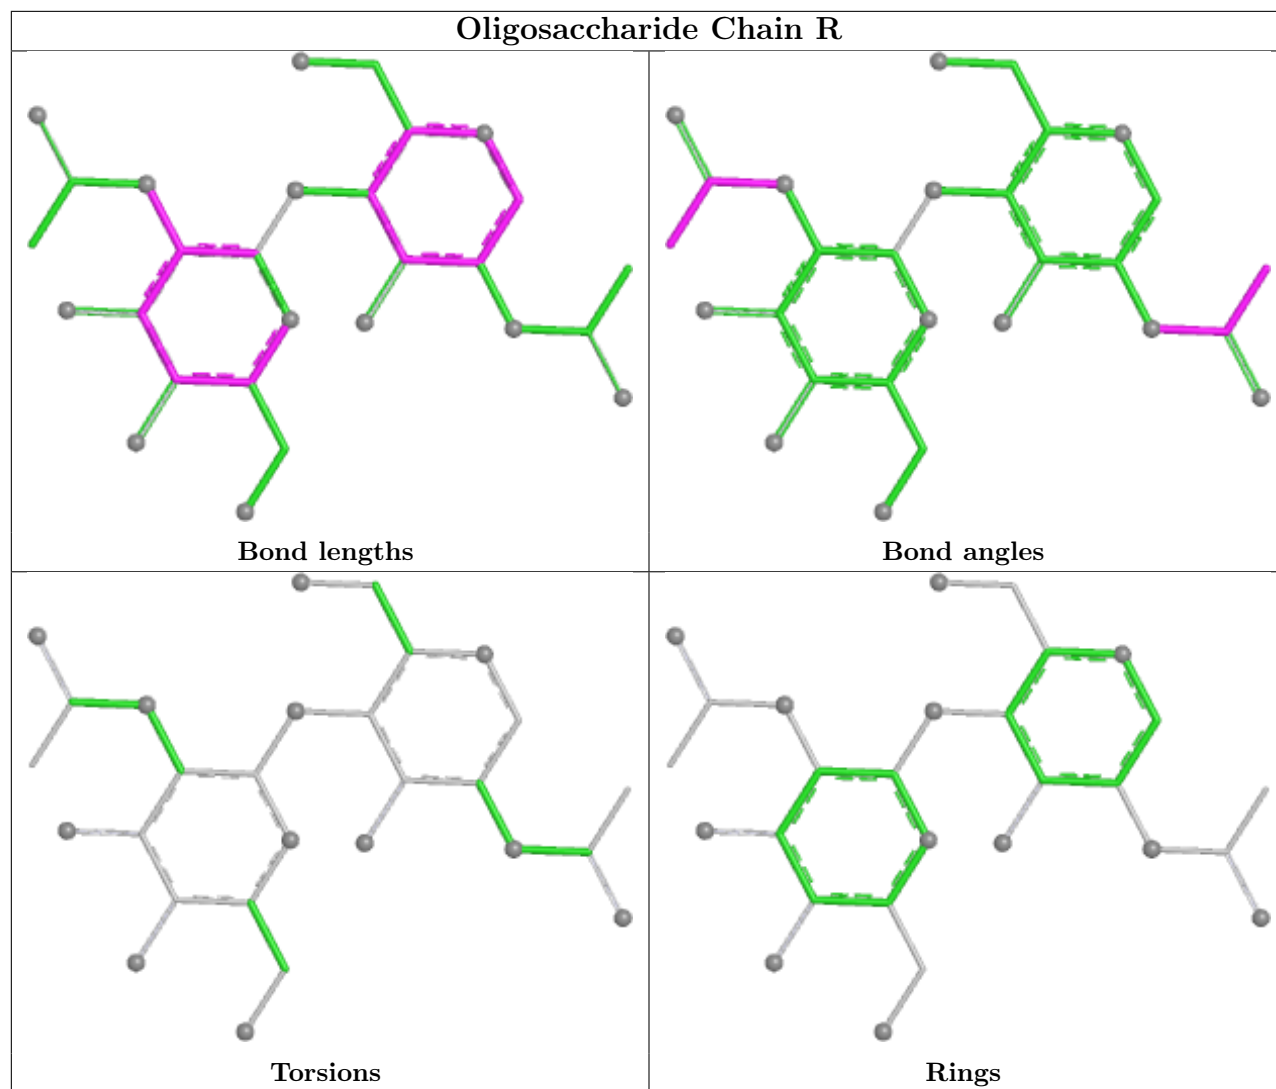 Oligosaccharide Chain R
Bond lengths
Bond angles
Torsions
Rings